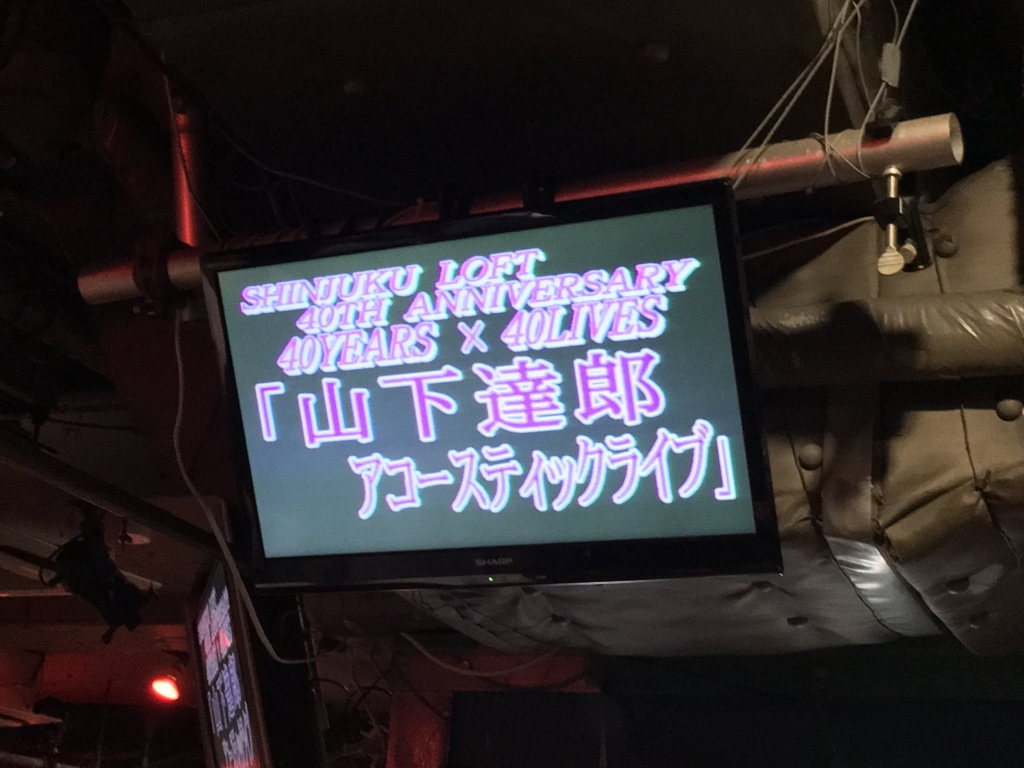 SHINJUKU LOFT
40TH ANNIVERSARY
40YEARS × 40LIVES
「山下達郎
アコースティックライブ」
SHARP